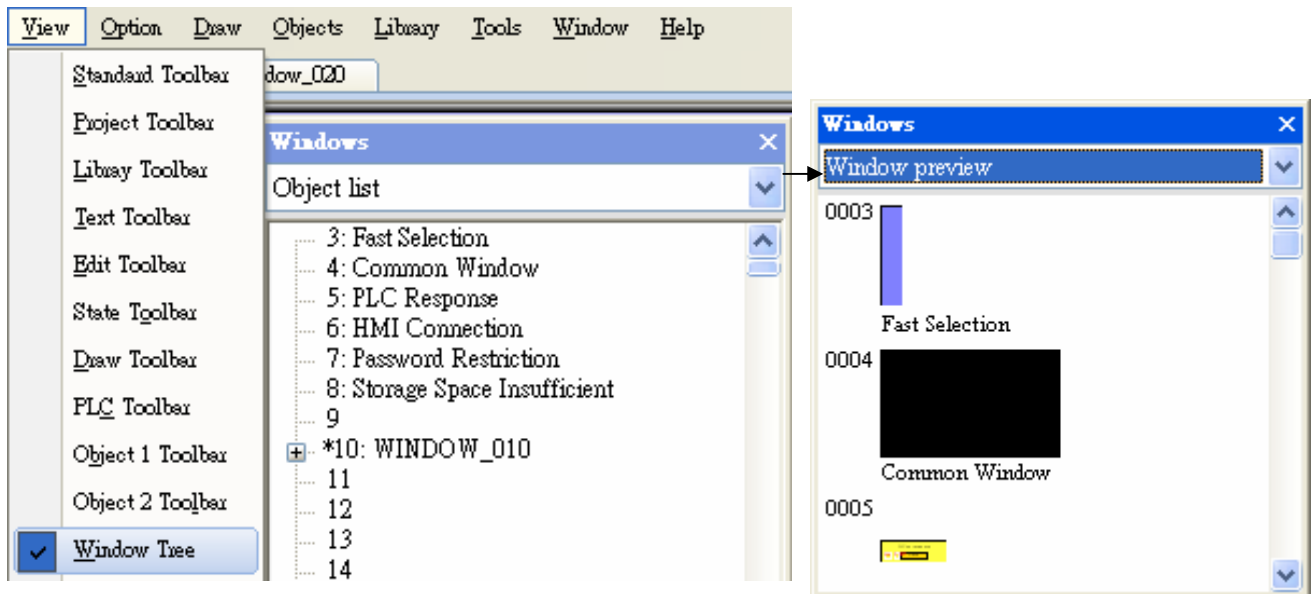 View Option Draw Objects Library Tools Window Help
dow_020
Standard Toolbar
Project Toolbar
Library Toolbar
Text Toolbar
Edit Toolbar
State Toolbar
Draw Toolbar
PLC Toolbar
Object 1 Toolbar
Object 2 Toolbar
Window Tree
Windows
Object list
3: Fast Selection
4: Common Window
5: PLC Response
6: HMI Connection
7: Password Restriction
8: Storage Space Insufficient
9
*10: WINDOW_010
11
12
13
14
Windows
Window preview
0003
Fast Selection
0004
Common Window
0005